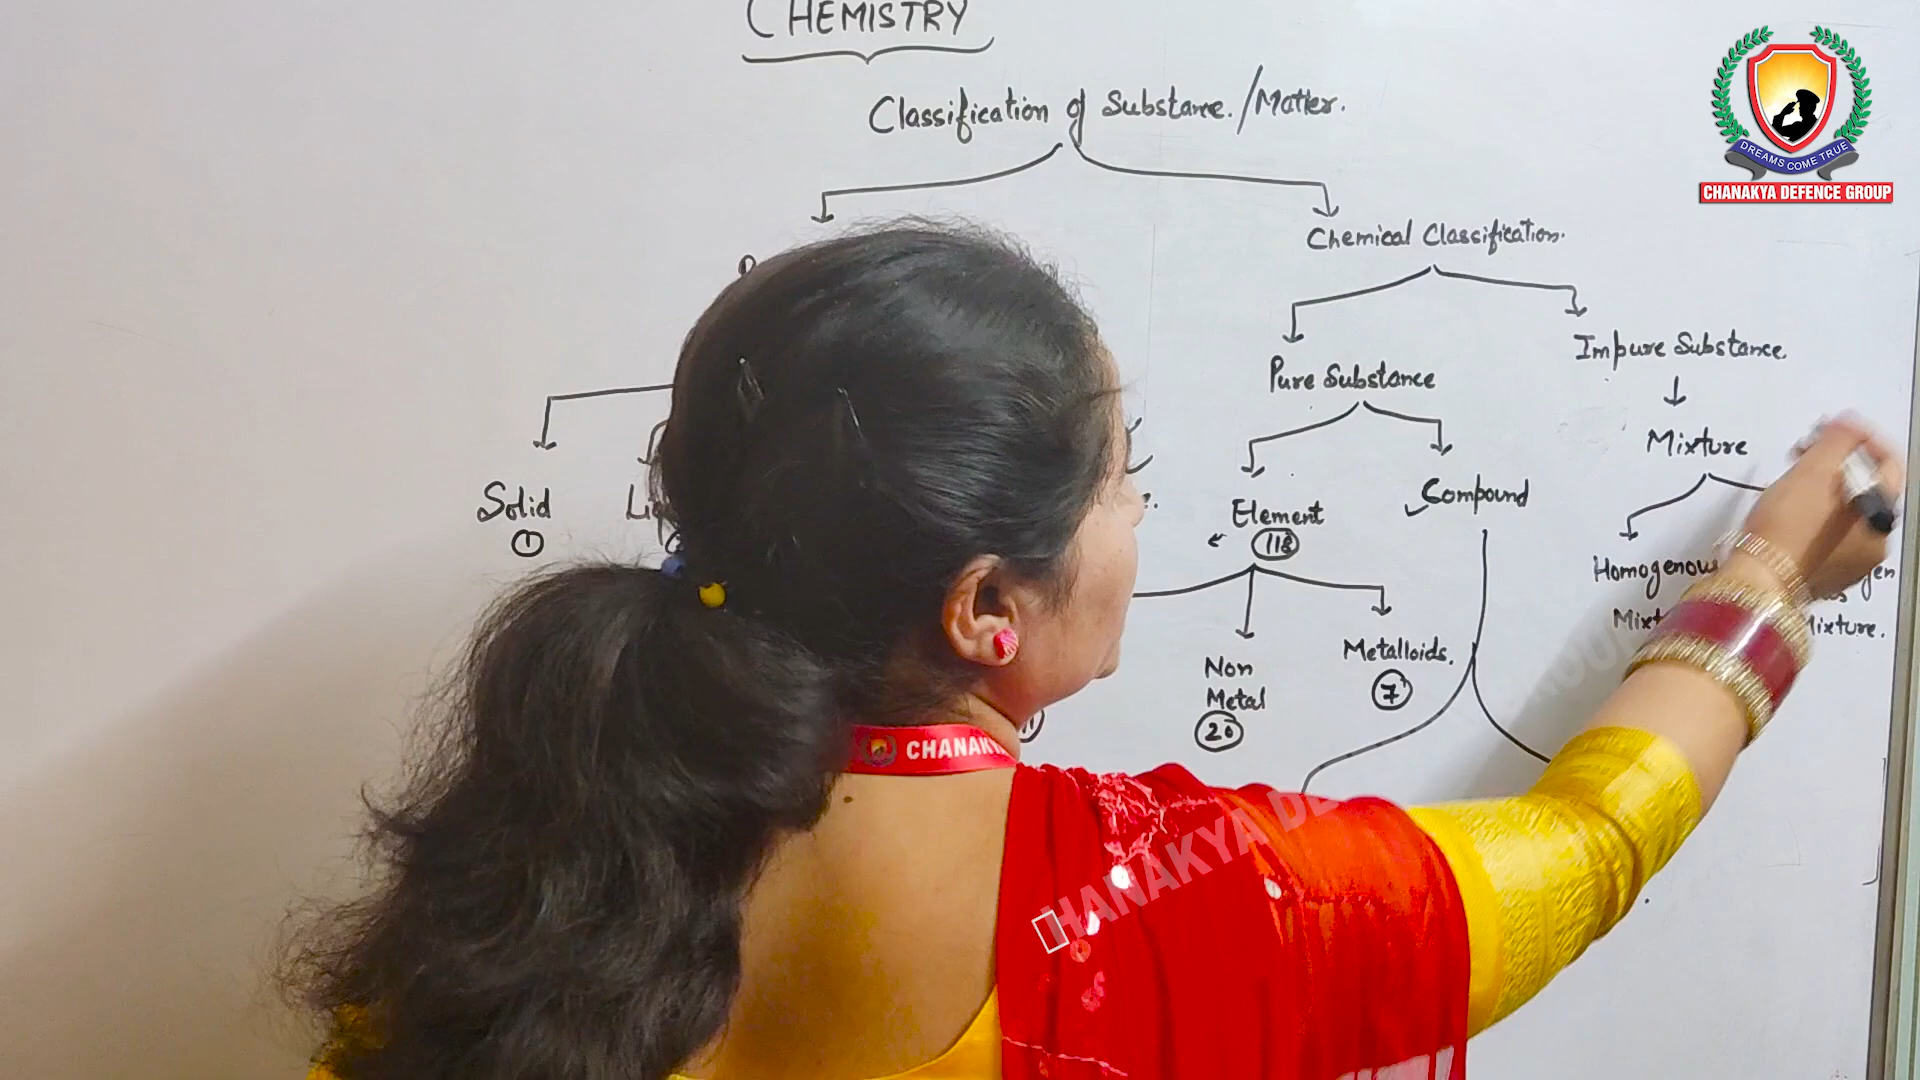 CHEMISTRY
Classification of Substance./Matter.
Chemical Classification.
Pure Substance
Impure Substance.
Mixture
Solid
①
Element
118
Compound
Homogenous
Mixture.
Non
Metal
20
Metalloids.
7
DREAMS COME TRUE
CHANAKYA DEFENCE GROUP
CHANAKYA